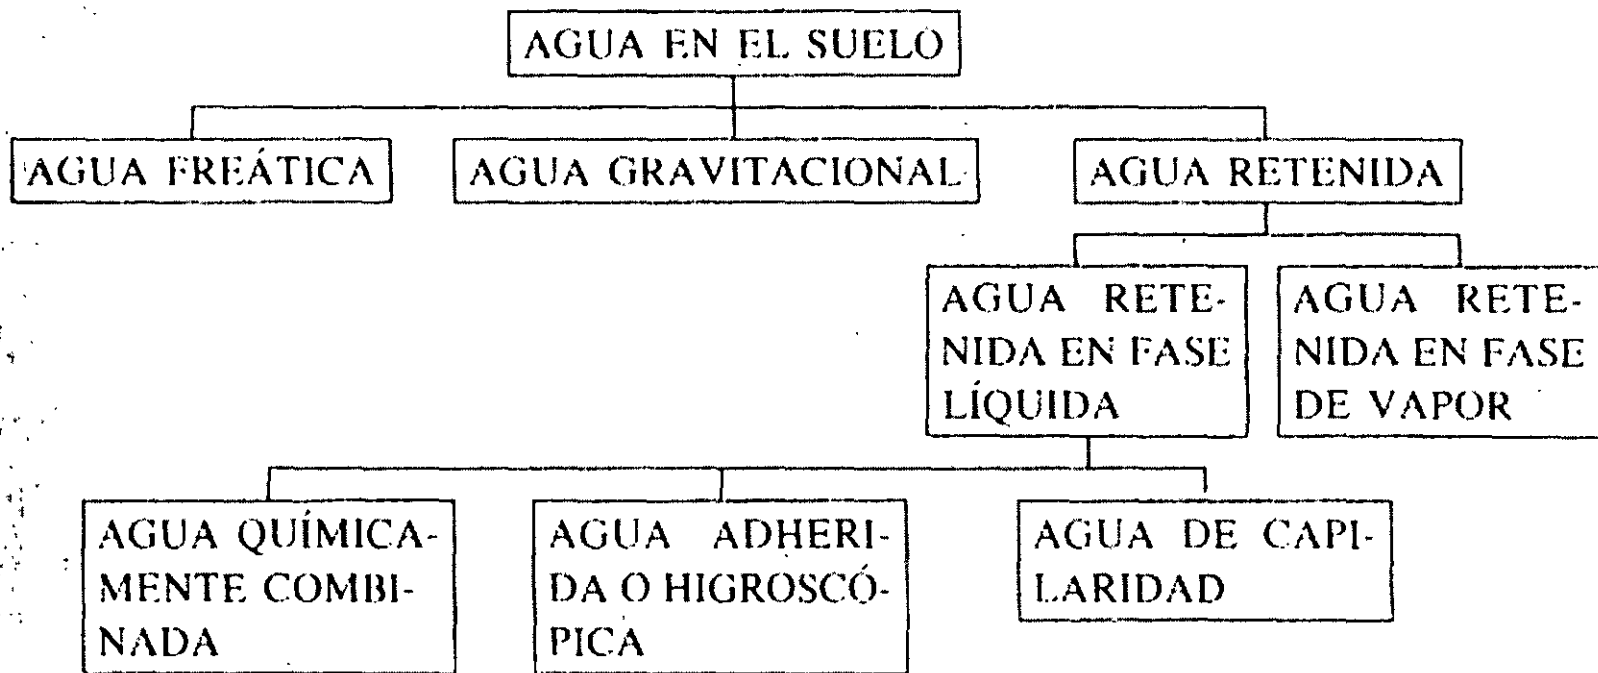 AGUA EN EL SUELO
AGUA FREÁTICA
AGUA GRAVITACIONAL
AGUA RETENIDA
AGUA RETE-
NIDA EN FASE
LÍQUIDA
AGUA RETE-
NIDA EN FASE
DE VAPOR
AGUA QUÍMICA-
MENTE COMBI-
NADA
AGUA ADHERI-
DA O HIGROSCÓ-
PICA
AGUA DE CAPI-
LARIDAD